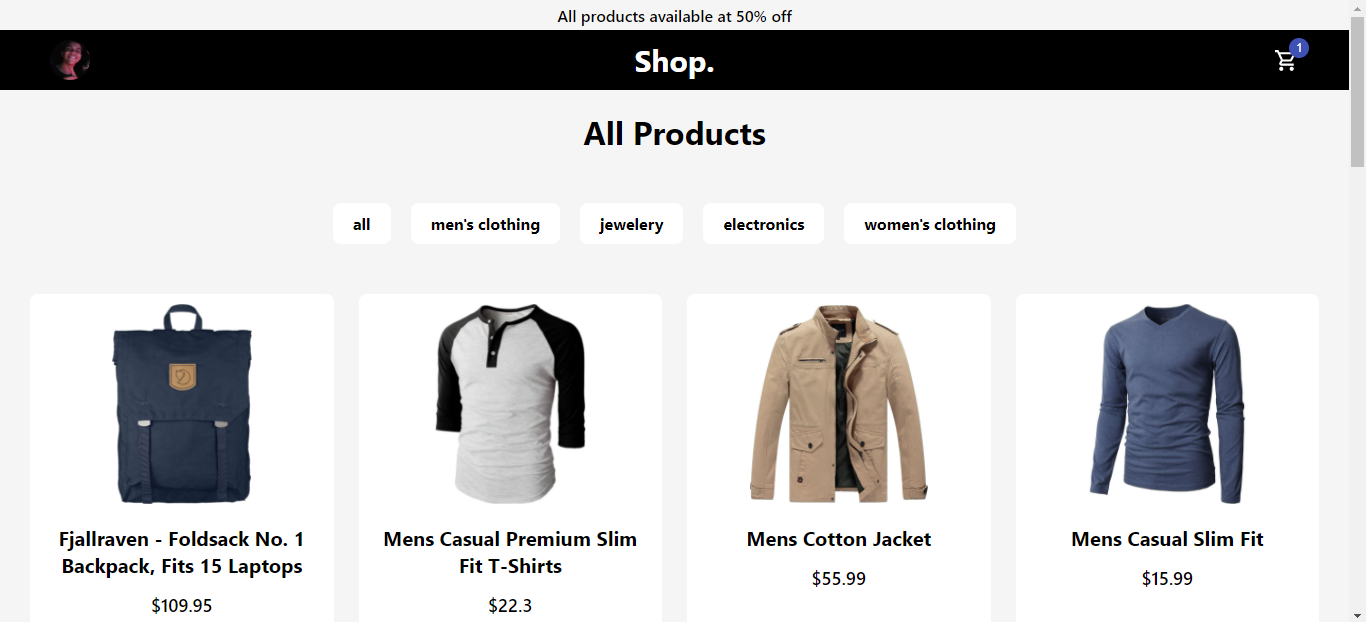 All products available at 50% off
Shop.
1
All Products
all
men's clothing
jewelery
electronics
women's clothing
Fjallraven - Foldsack No. 1
Backpack, Fits 15 Laptops
$109.95
Mens Casual Premium Slim
Fit T-Shirts
$22.3
Mens Cotton Jacket
$55.99
Mens Casual Slim Fit
$15.99